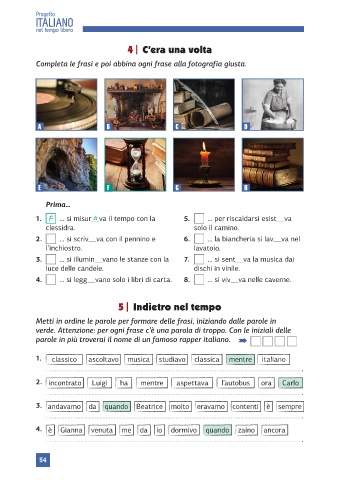 Progetto
ITALIANO
nel tempo libero
4 | C'era una volta
Completa le frasi e poi abbina ogni frase alla fotografia giusta.
A B C D
E F G H
Prima...
1. F ... si misur a va il tempo con la clessidra.
2. ... si scriv__va con il pennino e l'inchiostro.
3. ... si illumin__vano le stanze con la luce delle candele.
4. ... si legg__vano solo i libri di carta.
5. ... per riscaldarsi esist__va solo il camino.
6. ... la biancheria si lav__va nel lavatoio.
7. ... si sent__va la musica dai dischi in vinile.
8. ... si viv__va nelle caverne.
5 | Indietro nel tempo
Metti in ordine le parole per formare delle frasi, iniziando dalle parole in
verde. Attenzione: per ogni frase c'è una parola di troppo. Con le iniziali delle
parole in più troverai il nome di un famoso rapper italiano.
1. classico ascoltavo musica studiavo classica mentre italiano
2. incontrato Luigi ha mentre aspettava l'autobus ora Carlo
3. andavamo da quando Beatrice molto eravamo contenti è sempre
4. è Gianna venuta me da io dormivo quando zaino ancora
54